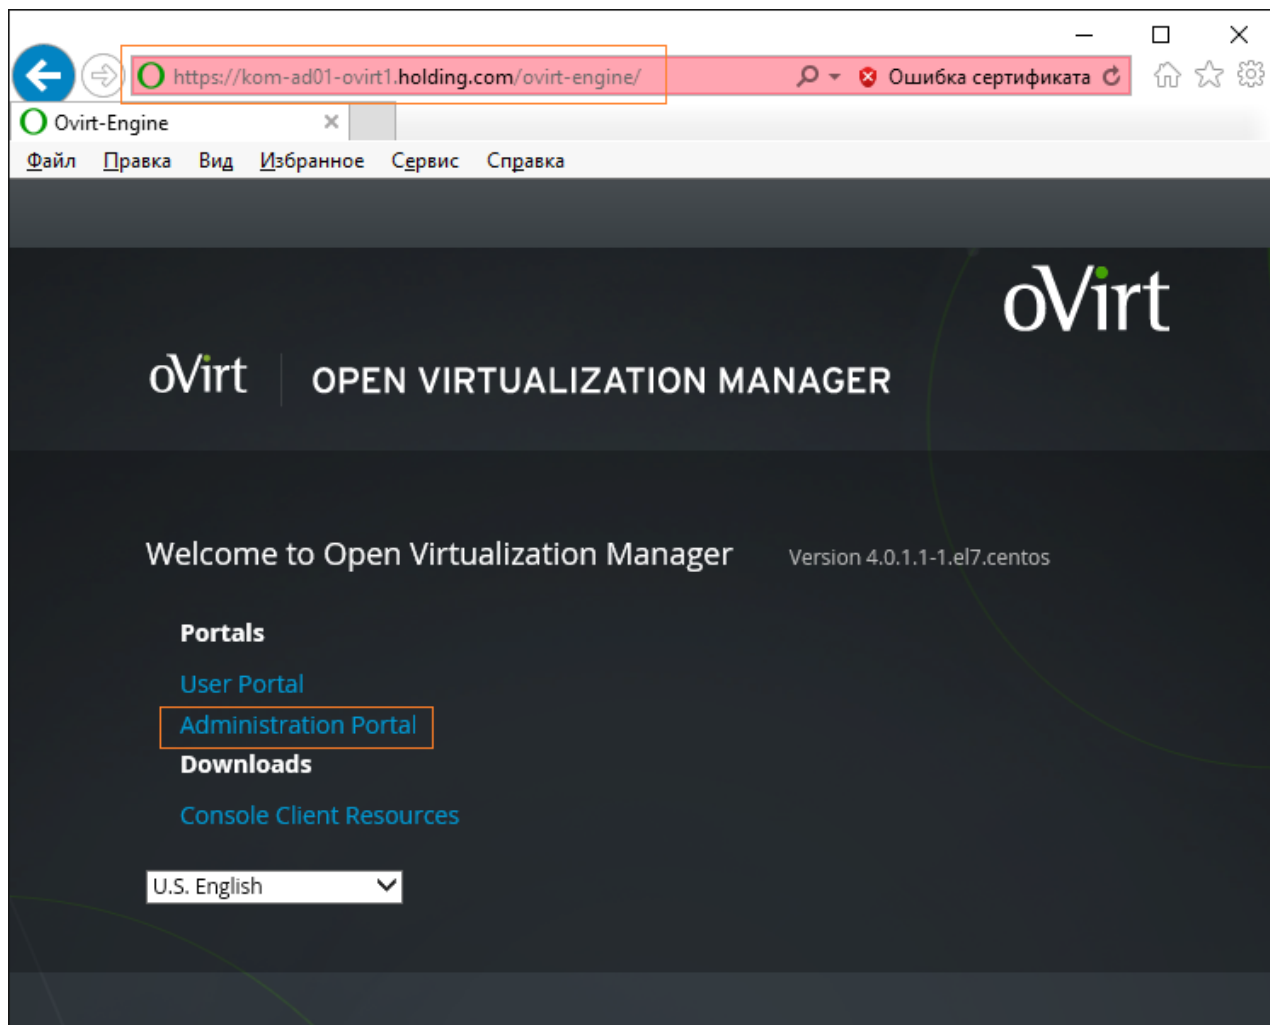 https://kom-ad01-ovirt1.holding.com/ovirt-engine/ Ошибка сертификата
Ovirt-Engine
Файл Правка Вид Избранное Сервис Справка
oVirt
oVirt OPEN VIRTUALIZATION MANAGER
Welcome to Open Virtualization Manager Version 4.0.1.1-1.el7.centos
Portals
User Portal
Administration Portal
Downloads
Console Client Resources
U.S. English